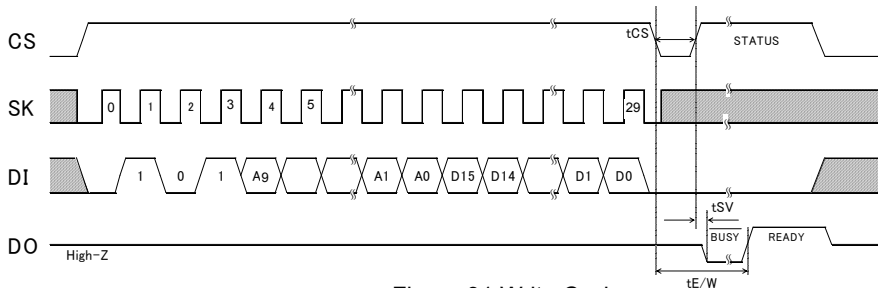 CS
tCS
STATUS
SK
0 1 2 3 4 5 29
DI
1 0 1 A9 A1 A0 D15 D14 D1 D0
tSV
DO
High-Z
BUSY
READY
tE/W